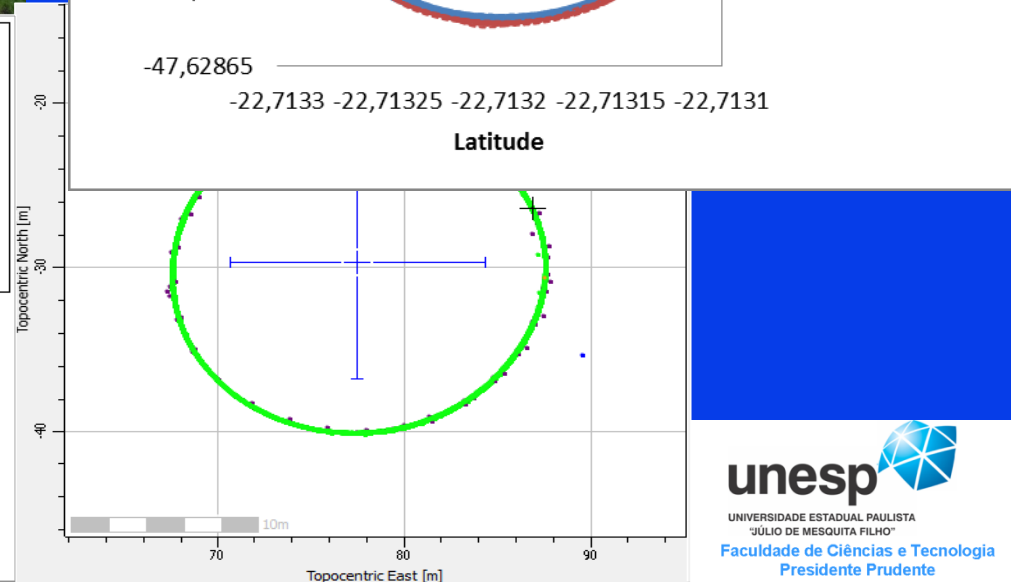 -47,62865
-22,7133 -22,71325 -22,7132 -22,71315 -22,7131
Latitude
Topocentric North [m]
-20
-30
-40
10m
70
80
90
Topocentric East [m]
unesp
UNIVERSIDADE ESTADUAL PAULISTA
"JÚLIO DE MESQUITA FILHO"
Faculdade de Ciências e Tecnologia
Presidente Prudente